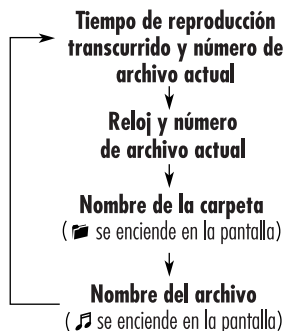 Tiempo de reproducción
transcurrido y número de
archivo actual
Reloj y número
de archivo actual
Nombre de la carpeta
( se enciende en la pantalla)
Nombre del archivo
( se enciende en la pantalla)